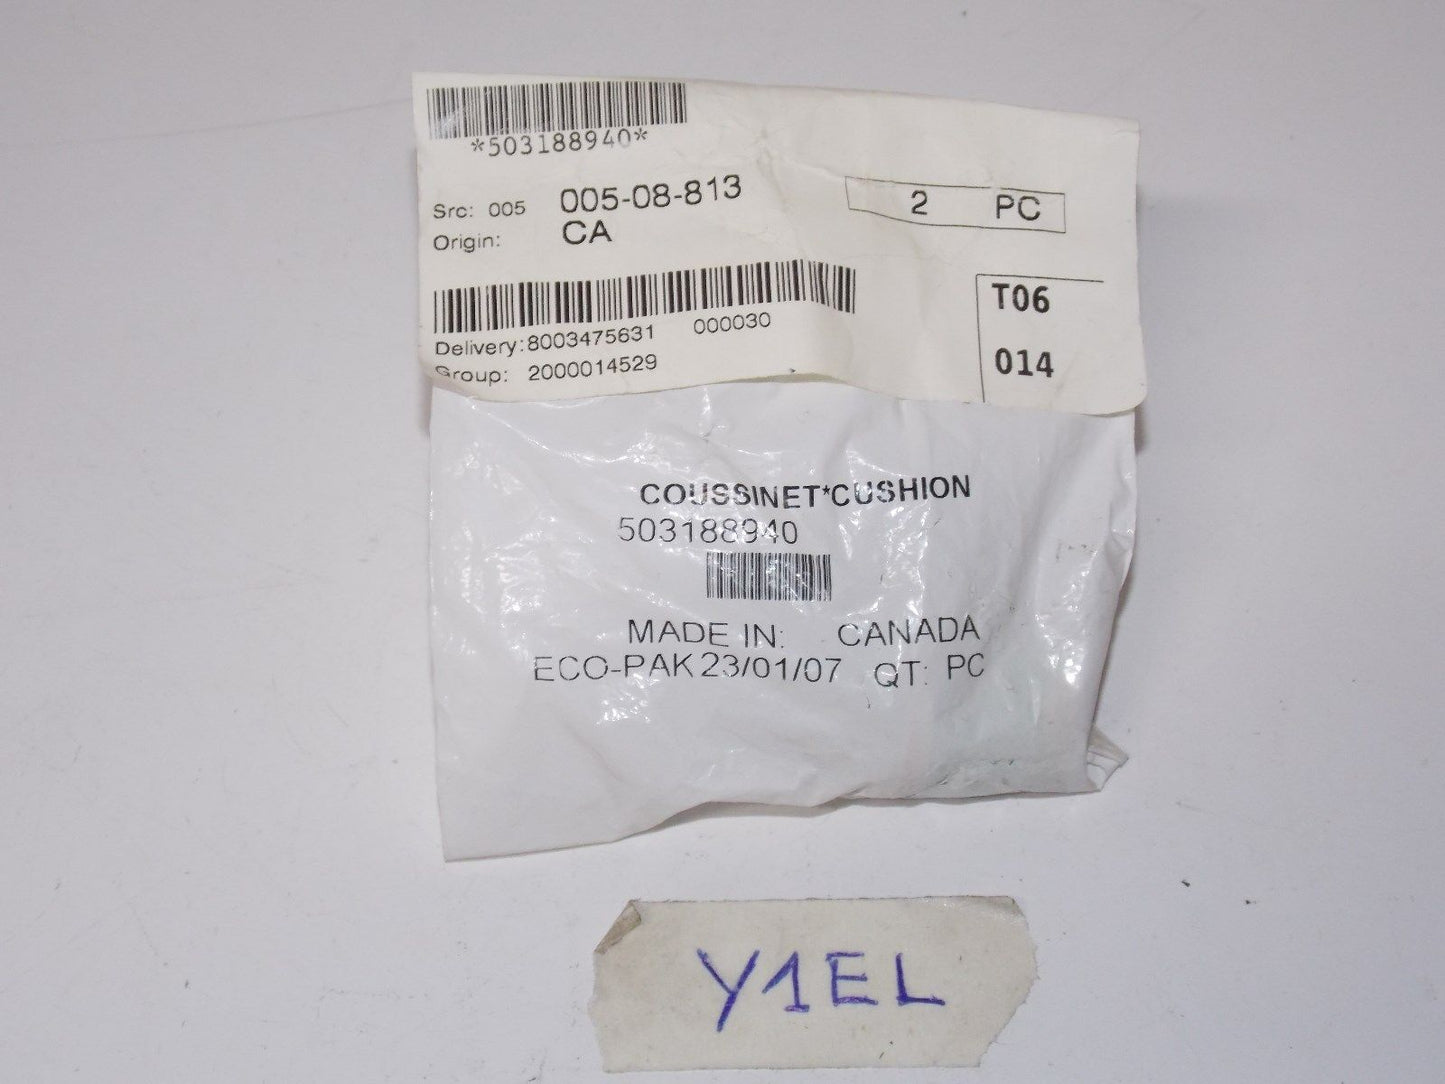 *503188940*
Src: 005 005-08-813 2 PC
Origin: CA
T06
Delivery:8003475631 000030
014
Group: 2000014529
COUSSINET*CUSHION
503188940
MADE IN: CANADA
ECO-PAK 23/01/07 QT: PC
Y1EL